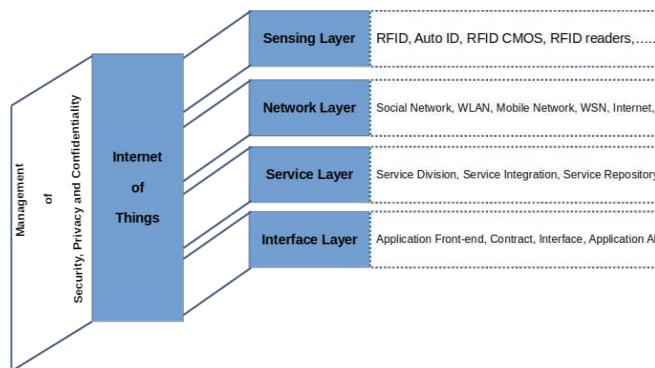 Management
of
Security, Privacy and Confidentiality
Internet
of
Things
Sensing Layer
RFID, Auto ID, RFID CMOS, RFID readers,.....
Network Layer
Social Network, WLAN, Mobile Network, WSN, Internet,
Service Layer
Service Division, Service Integration, Service Repository
Interface Layer
Application Front-end, Contract, Interface, Application